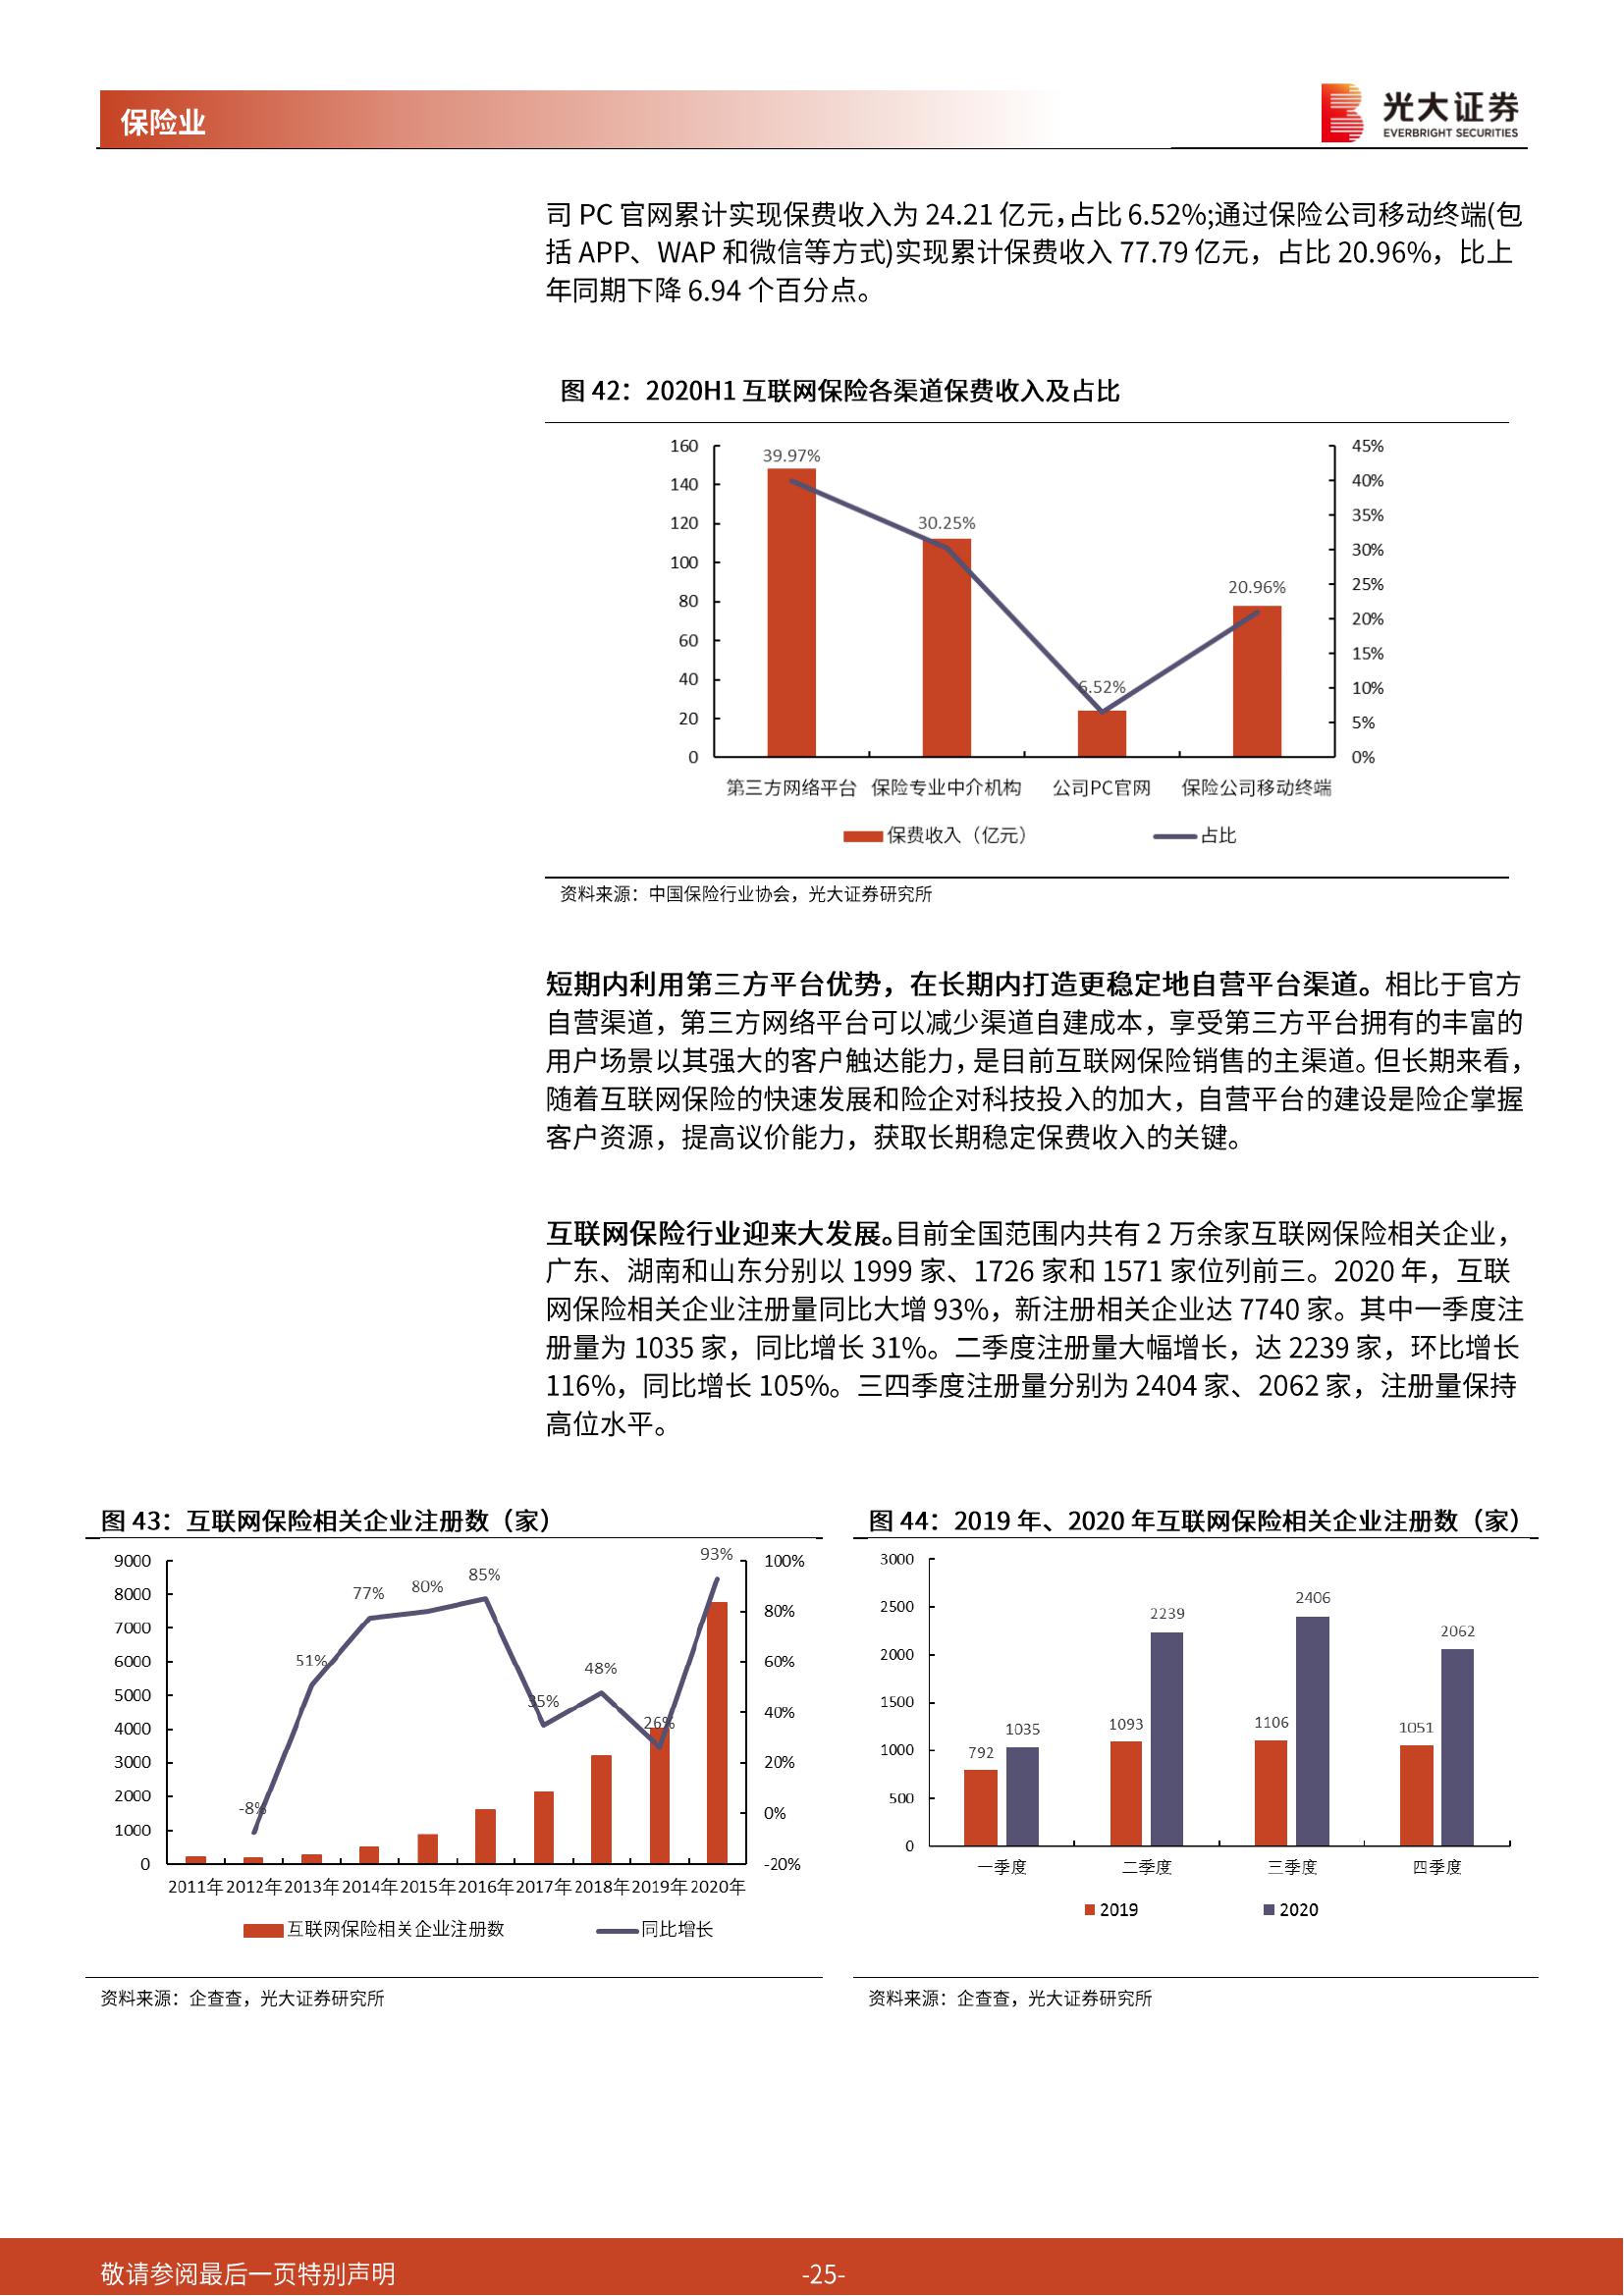 保险业
光大证券
EVERBRIGHT SECURITIES
司 PC 官网累计实现保费收入为 24.21 亿元，占比 6.52%;通过保险公司移动终端(包
括 APP、WAP 和微信等方式)实现累计保费收入 77.79 亿元，占比 20.96%，比上
年同期下降 6.94 个百分点。
图 42：2020H1 互联网保险各渠道保费收入及占比
160
140
120
100
80
60
40
20
0
39.97%
30.25%
6.52%
20.96%
45%
40%
35%
30%
25%
20%
15%
10%
5%
0%
第三方网络平台 保险专业中介机构 公司PC官网 保险公司移动终端
保费收入（亿元） 占比
资料来源：中国保险行业协会，光大证券研究所
短期内利用第三方平台优势，在长期内打造更稳定地自营平台渠道。相比于官方
自营渠道，第三方网络平台可以减少渠道自建成本，享受第三方平台拥有的丰富的
用户场景以其强大的客户触达能力，是目前互联网保险销售的主渠道。但长期来看，
随着互联网保险的快速发展和险企对科技投入的加大，自营平台的建设是险企掌握
客户资源，提高议价能力，获取长期稳定保费收入的关键。
互联网保险行业迎来大发展。目前全国范围内共有 2 万余家互联网保险相关企业，
广东、湖南和山东分别以 1999 家、1726 家和 1571 家位列前三。2020 年，互联
网保险相关企业注册量同比大增 93%，新注册相关企业达 7740 家。其中一季度注
册量为 1035 家，同比增长 31%。二季度注册量大幅增长，达 2239 家，环比增长
116%，同比增长 105%。三四季度注册量分别为 2404 家、2062 家，注册量保持
高位水平。
图 43：互联网保险相关企业注册数（家）
9000
8000
7000
6000
5000
4000
3000
2000
1000
0
-8%
51%
77%
80%
85%
35%
48%
26%
93%
100%
80%
60%
40%
20%
0%
-20%
2011年 2012年 2013年 2014年 2015年 2016年 2017年 2018年 2019年 2020年
互联网保险相关企业注册数 同比增长
资料来源：企查查，光大证券研究所
图 44：2019 年、2020 年互联网保险相关企业注册数（家）
3000
2500
2000
1500
1000
500
0
792
1035
1093
2239
1106
2406
1051
2062
一季度 二季度 三季度 四季度
2019 2020
资料来源：企查查，光大证券研究所
敬请参阅最后一页特别声明
-25-